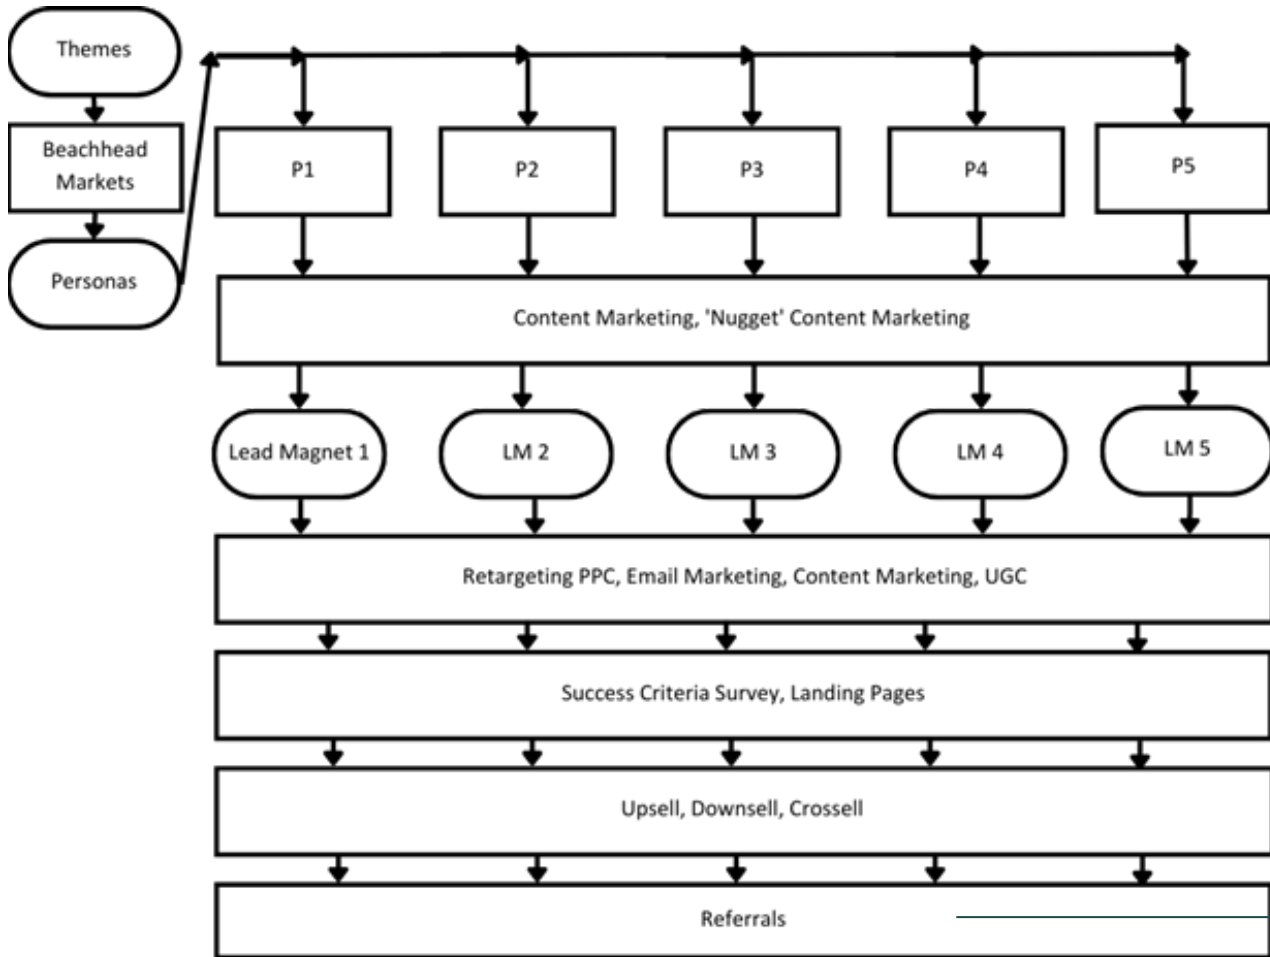 Themes
Beachhead
Markets
Personas
P1
P2
P3
P4
P5
Content Marketing, 'Nugget' Content Marketing
Lead Magnet 1
LM 2
LM 3
LM 4
LM 5
Retargeting PPC, Email Marketing, Content Marketing, UGC
Success Criteria Survey, Landing Pages
Upsell, Downsell, Crossell
Referrals